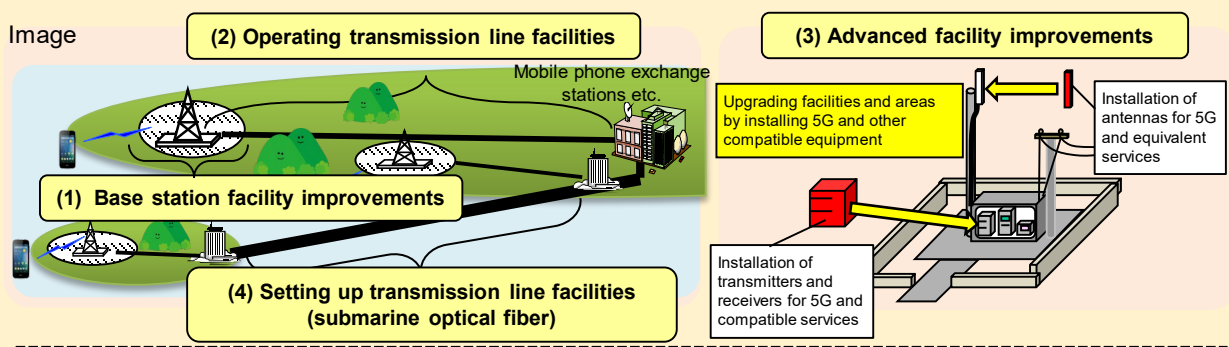 Image
(2) Operating transmission line facilities
Mobile phone exchange
stations etc.
(1) Base station facility improvements
(4) Setting up transmission line facilities
(submarine optical fiber)
(3) Advanced facility improvements
Upgrading facilities and areas
by installing 5G and other
compatible equipment
Installation of
antennas for 5G
and equivalent
services
Installation of
transmitters and
receivers for 5G and
compatible services